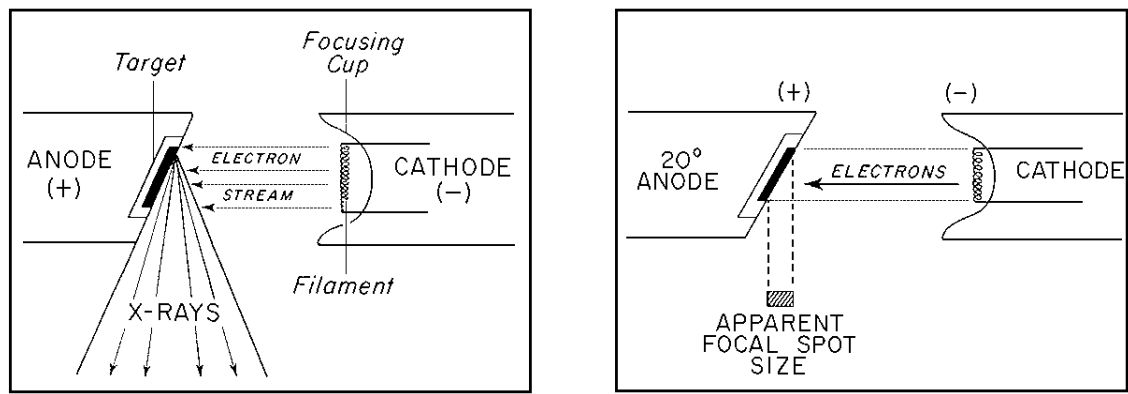 Focusing
Cup
Target
ANODE
(+)
ELECTRON
STREAM
CATHODE
(-)
Filament
X-RAYS
(+)
(-)
20°
ANODE
ELECTRONS
CATHODE
APPARENT
FOCAL SPOT
SIZE